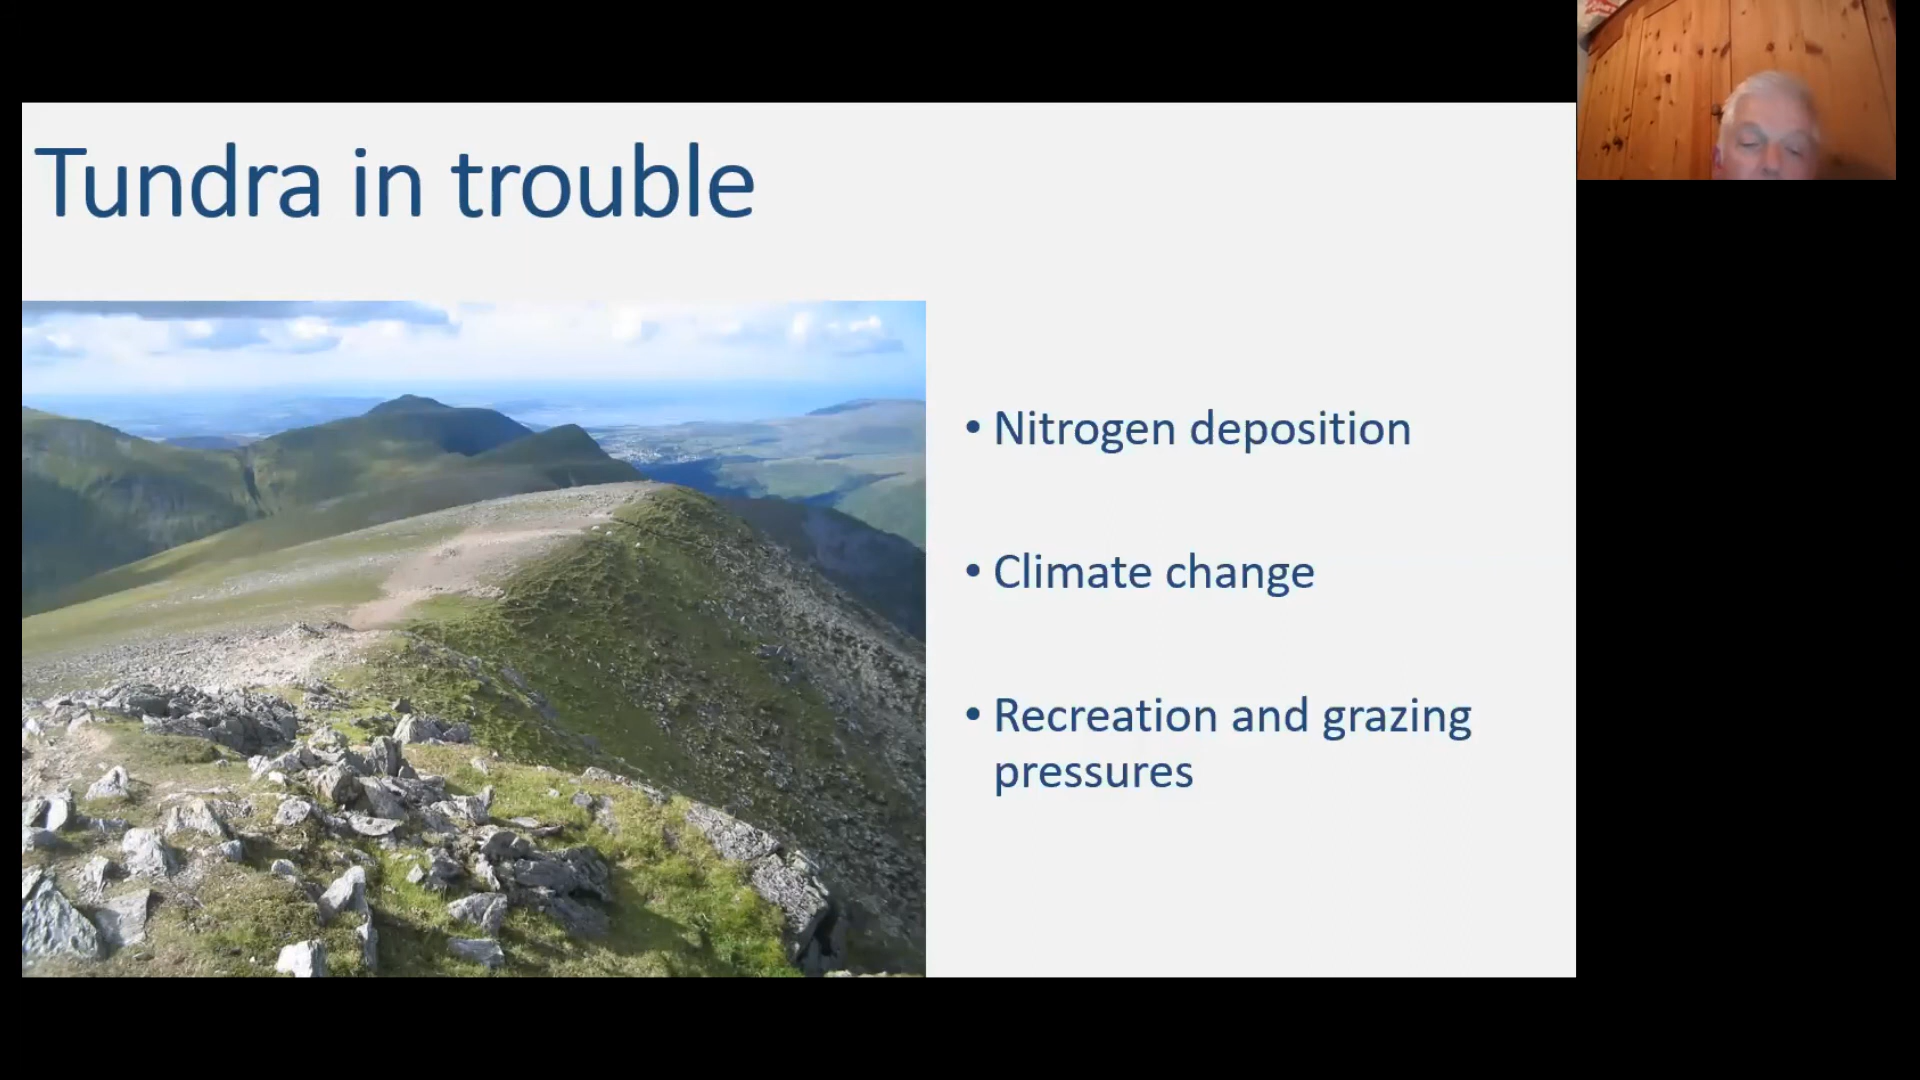 Tundra in trouble
• Nitrogen deposition
• Climate change
• Recreation and grazing
pressures